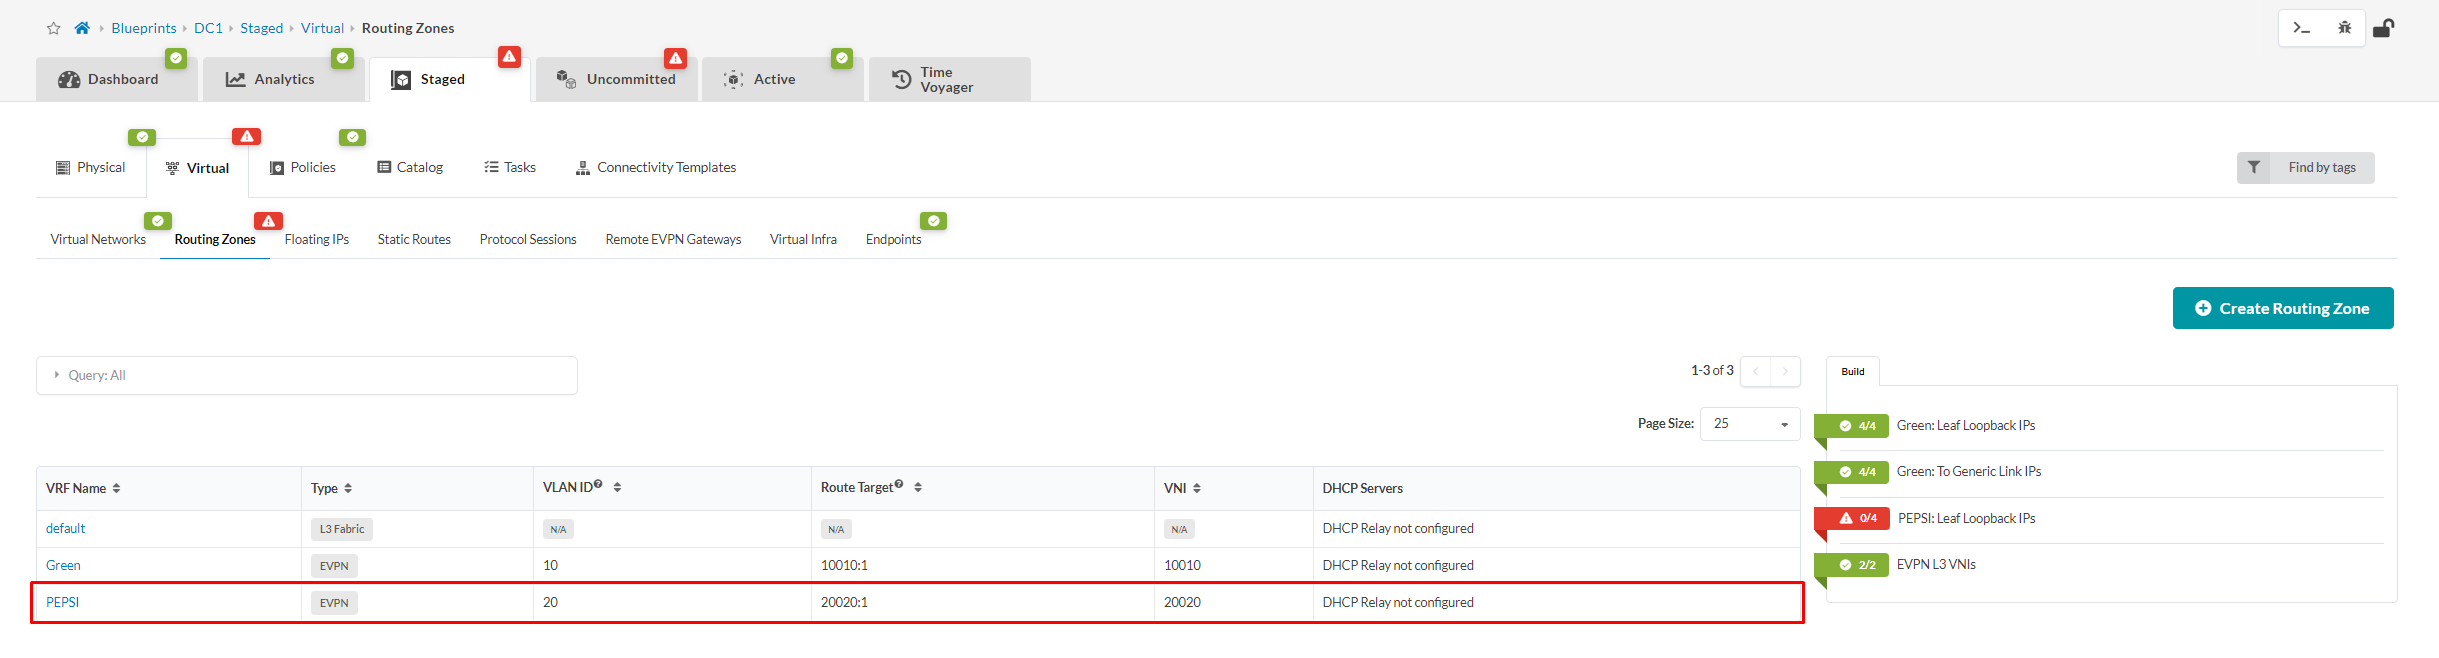 Blueprints DC1 Staged Virtual Routing Zones
Dashboard Analytics Staged Uncommitted Active Time Voyager
Physical Virtual Policies Catalog Tasks Connectivity Templates Find by tags
Virtual Networks Routing Zones Floating IPs Static Routes Protocol Sessions Remote EVPN Gateways Virtual Infra Endpoints
Create Routing Zone
Query: All
1-3 of 3
Page Size: 25
VRF Name Type VLAN ID? Route Target? VNI DHCP Servers
default L3 Fabric N/A N/A N/A DHCP Relay not configured
Green EVPN 10 10010:1 10010 DHCP Relay not configured
PEPSI EVPN 20 20020:1 20020 DHCP Relay not configured
Build
4/4 Green: Leaf Loopback IPs
4/4 Green: To Generic Link IPs
0/4 PEPSI: Leaf Loopback IPs
2/2 EVPN L3 VNIs